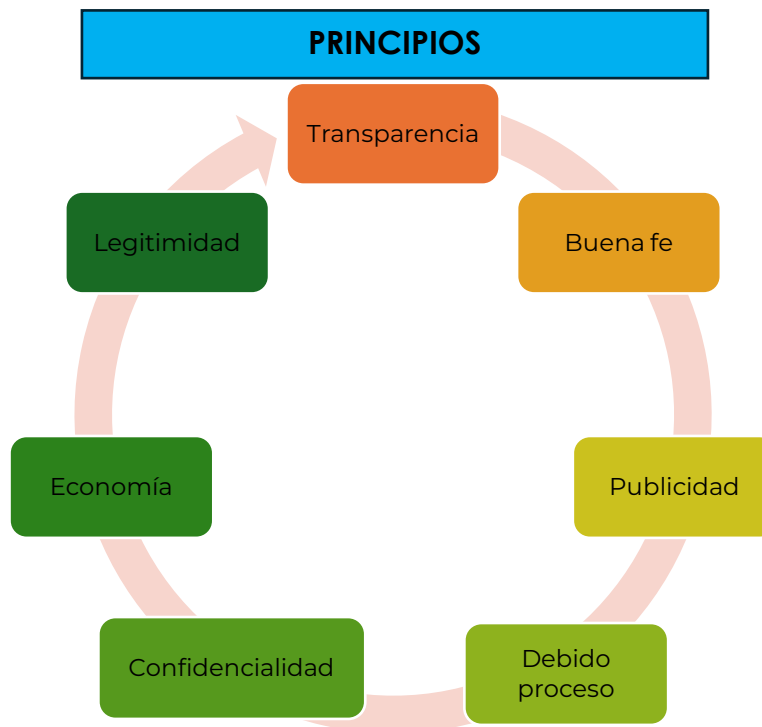 PRINCIPIOS
Transparencia
Buena fe
Publicidad
Debido
proceso
Confidencialidad
Economía
Legitimidad